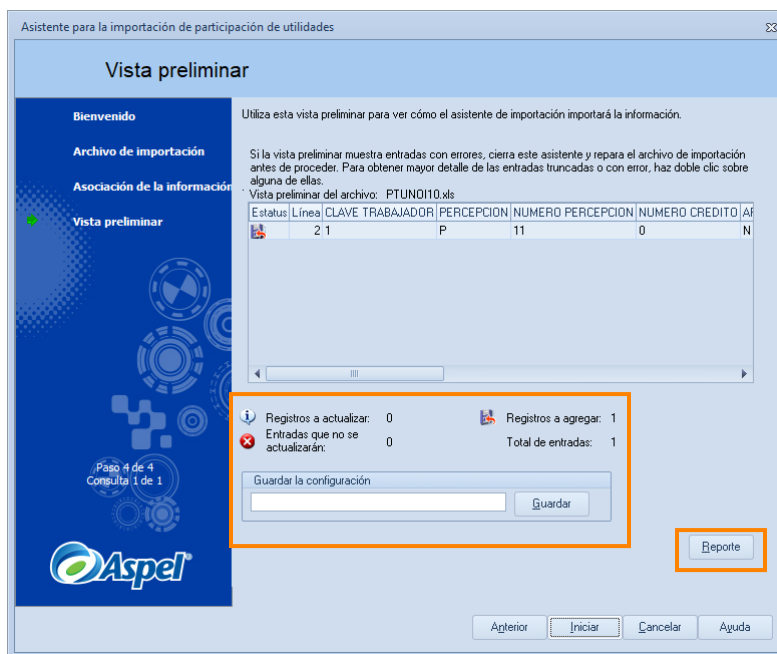 Asistente para la importación de participación de utilidades
Vista preliminar
Bienvenido
Archivo de importación
Asociación de la información
Vista preliminar
Paso 4 de 4
Consulta 1 de 1
Aspel
Utiliza esta vista preliminar para ver cómo el asistente de importación importará la información.
Si la vista preliminar muestra entradas con errores, cierra este asistente y repara el archivo de importación
antes de proceder. Para obtener mayor detalle de las entradas truncadas o con error, haz doble clic sobre
alguna de ellas.
Vista preliminar del archivo: PTUNOI10.xls
Estatus Línea CLAVE TRABAJADOR PERCEPCION NUMERO PERCEPCION NUMERO CREDITO
2 1 P 11 0 N
Registros a actualizar: 0 Registros a agregar: 1
Entradas que no se
actualizarán: 0 Total de entradas: 1
Guardar la configuración
Guardar
Reporte
Anterior Iniciar Cancelar Ayuda